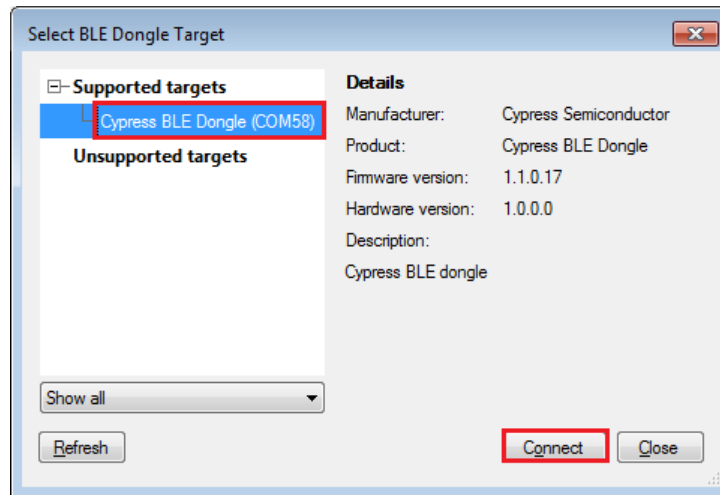 Select BLE Dongle Target
Supported targets
Cypress BLE Dongle (COM58)
Unsupported targets
Show all
Refresh
Details
Manufacturer: Cypress Semiconductor
Product: Cypress BLE Dongle
Firmware version: 1.1.0.17
Hardware version: 1.0.0.0
Description:
Cypress BLE dongle
Connect
Close